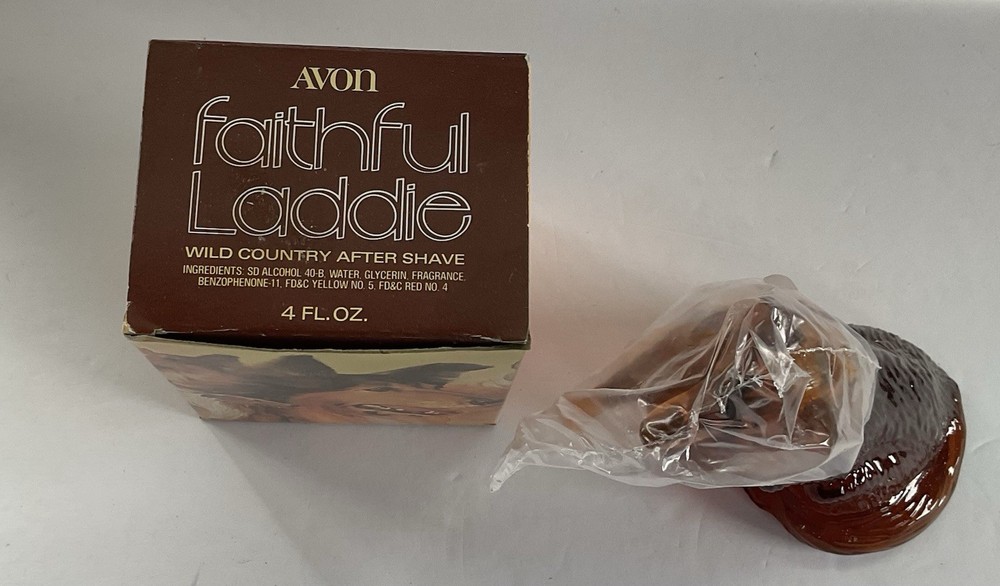 AVON
faithful
Laddie
WILD COUNTRY AFTER SHAVE
INGREDIENTS: SD ALCOHOL 40-B, WATER, GLYCERIN, FRAGRANCE,
BENZOPHENONE-11, FD&C YELLOW NO. 5, FD&C RED NO. 4
4 FL. OZ.